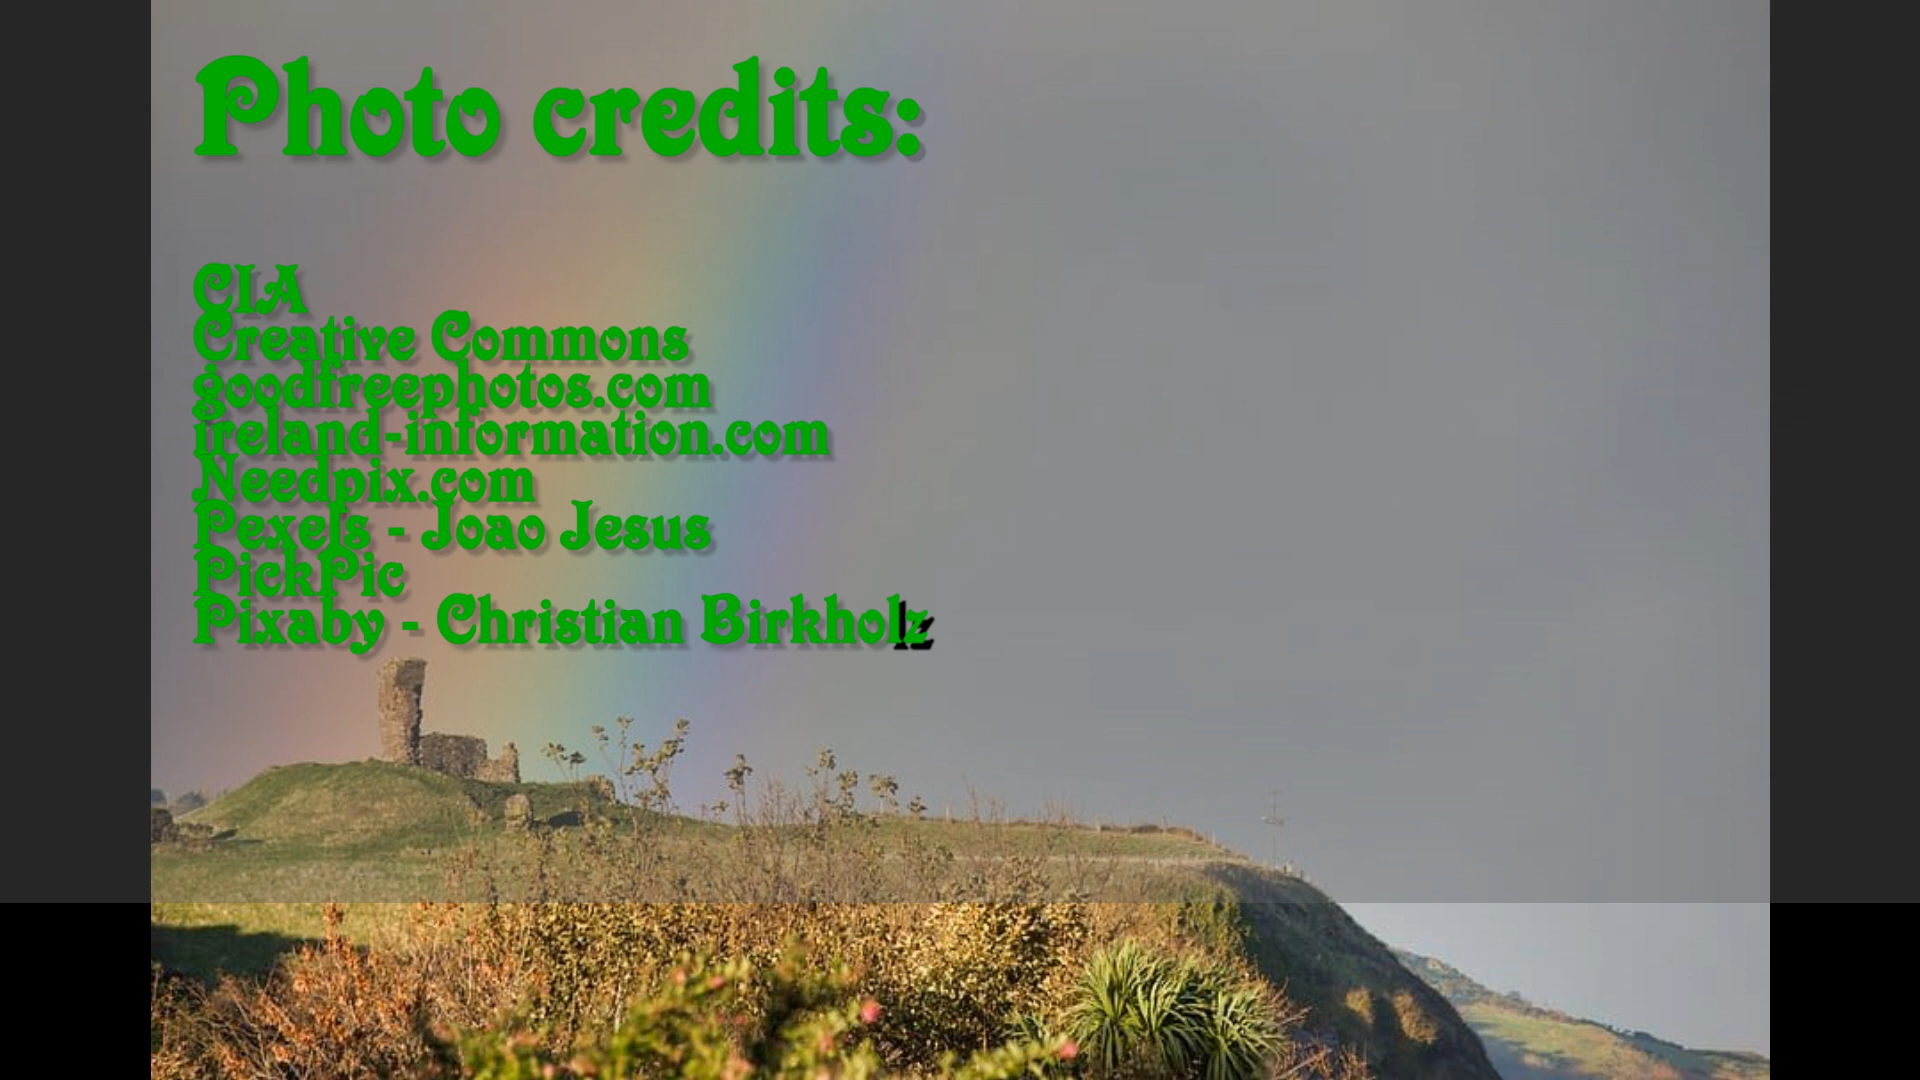 Photo credits:
CIA
Creative Commons
goodfreephotos.com
ireland-information.com
Needpix.com
Pexels - Joao Jesus
PickPic
Pixaby - Christian Birkholz